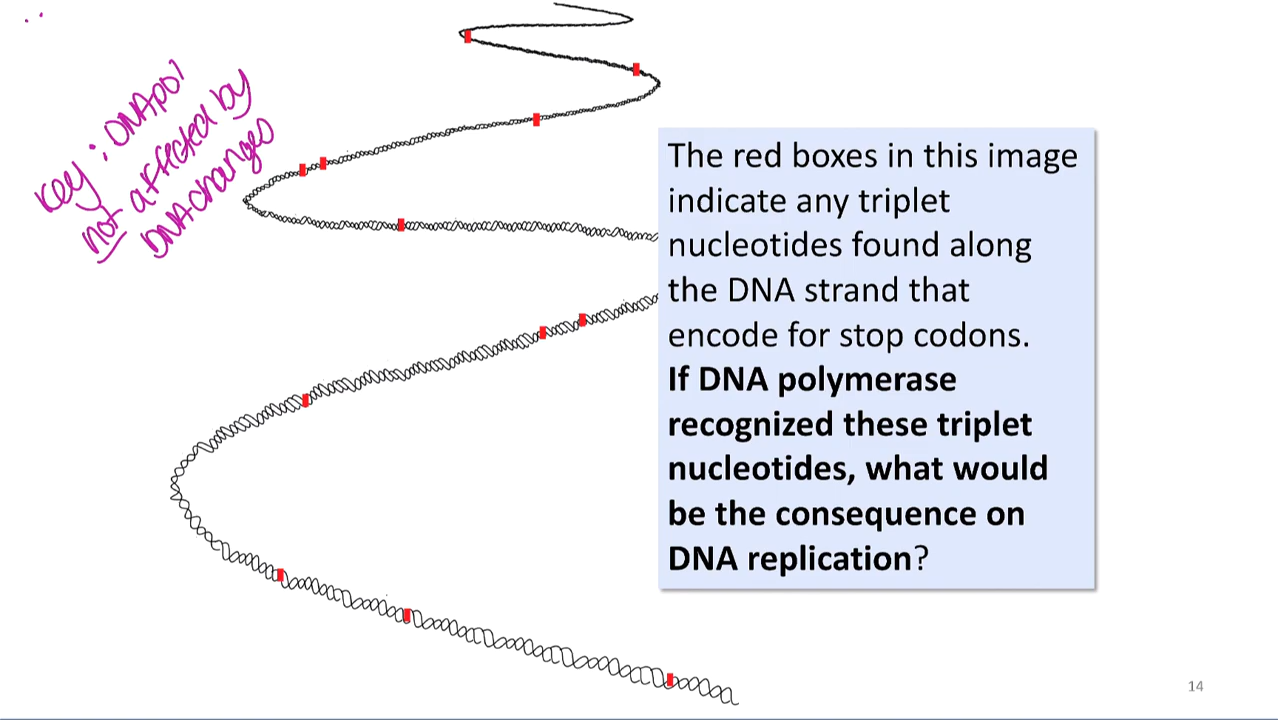 key; DNApol
not affected by
DNAchanges
The red boxes in this image
indicate any triplet
nucleotides found along
the DNA strand that
encode for stop codons.
If DNA polymerase
recognized these triplet
nucleotides, what would
be the consequence on
DNA replication?
14